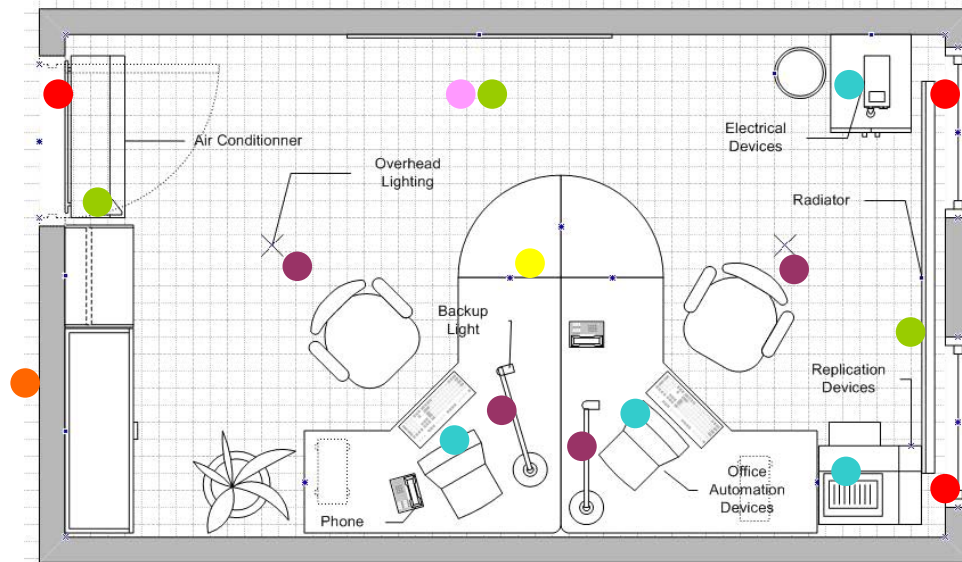 Air Conditionner
Overhead
Lighting
Electrical
Devices
Radiator
Backup
Light
Replication
Devices
Office
Automation
Devices
Phone